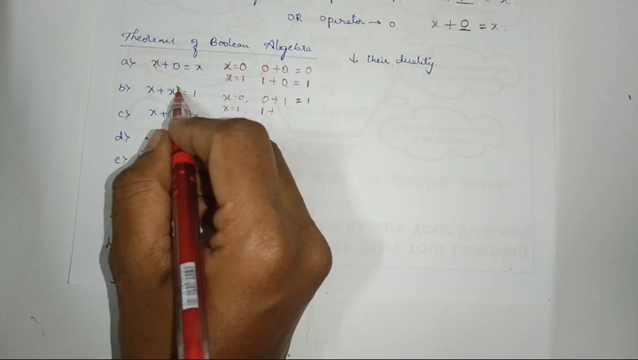 OR operator → 0. x + 0 = x.
Theorems of Boolean Algebra
↓ their duality.
a) x + 0 = x x=0 0 + 0 = 0
x=1 1 + 0 = 1
b) x + x' = 1 x=0, 0 + 1 = 1
x=1 1 +
c) x +
d)
e)